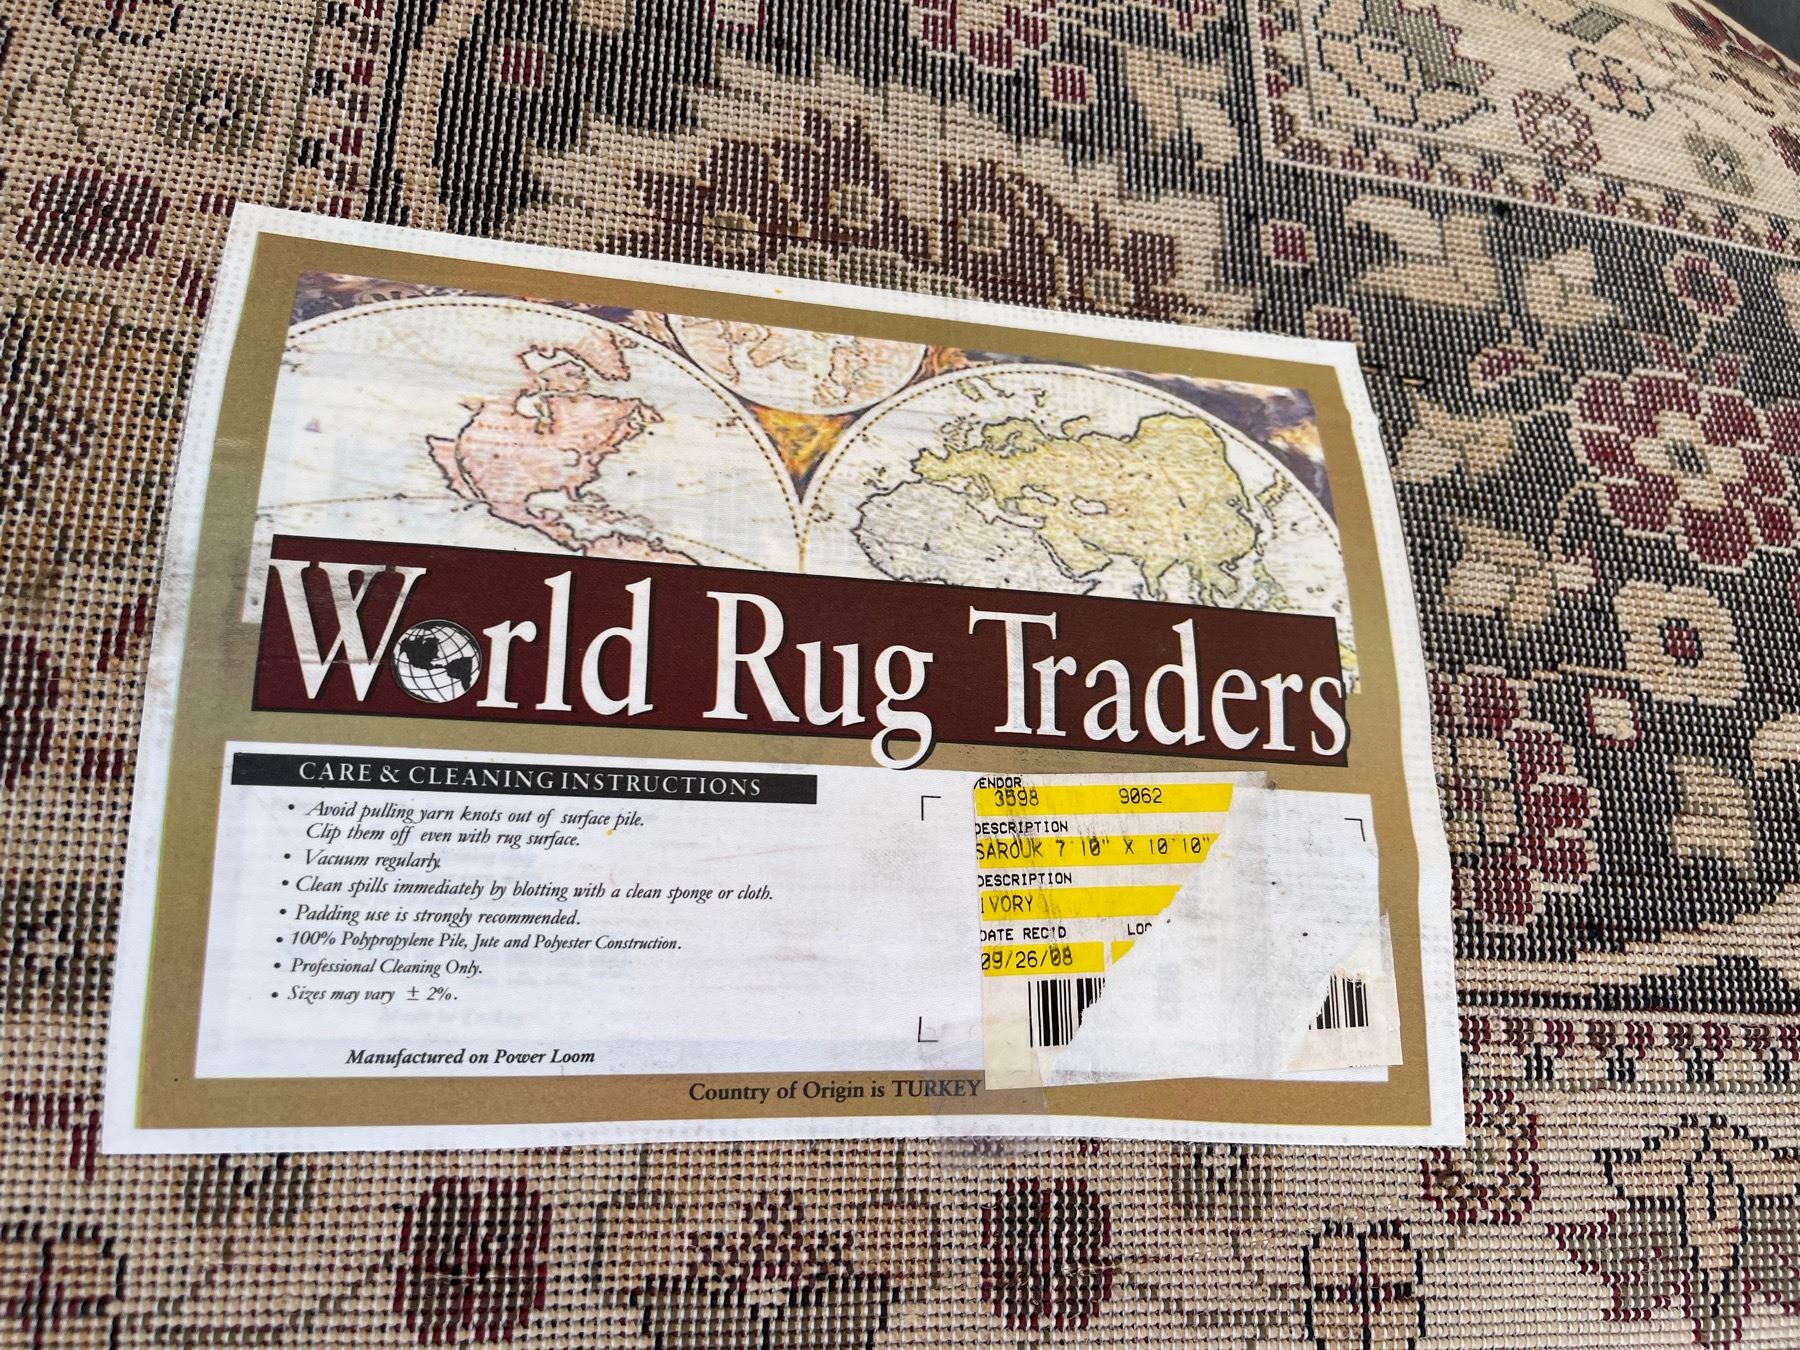 World Rug Traders
CARE & CLEANING INSTRUCTIONS
• Avoid pulling yarn knots out of surface pile.
Clip them off even with rug surface.
• Vacuum regularly.
• Clean spills immediately by blotting with a clean sponge or cloth.
• Padding use is strongly recommended.
• 100% Polypropylene Pile, Jute and Polyester Construction.
• Professional Cleaning Only.
• Sizes may vary ± 2%.
Manufactured on Power Loom
Country of Origin is TURKEY
ENDOR
3598 9062
DESCRIPTION
SAROUK 7'10" X 10'10"
DESCRIPTION
IVORY
DATE REC'D LOC
09/26/08